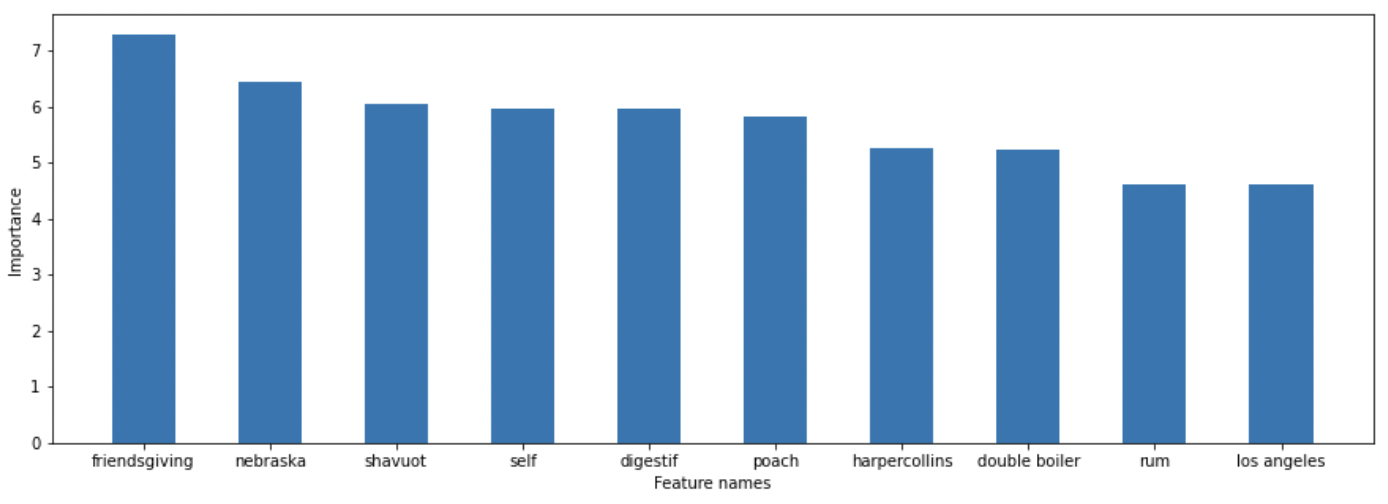 7
6
5
4
3
2
1
0
Importance
friendsgiving nebraska shavuot self digestif poach harpercollins double boiler rum los angeles
Feature names